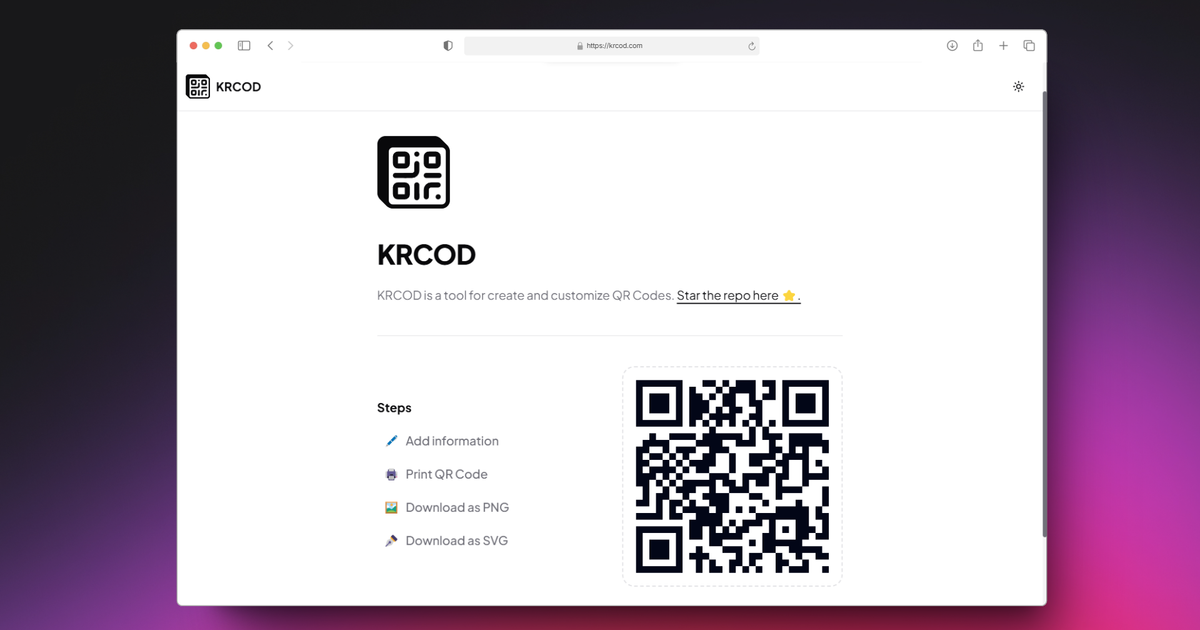 https://krcod.com
KRCOD
KRCOD
KRCOD is a tool for create and customize QR Codes. Star the repo here ⭐.
Steps
Add information
Print QR Code
Download as PNG
Download as SVG